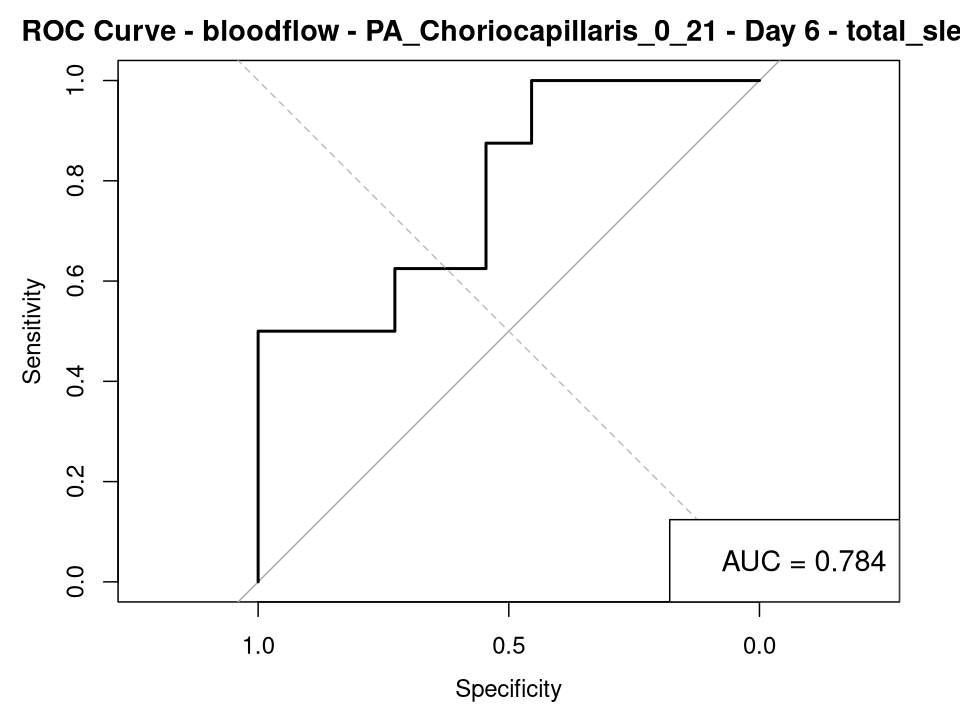 ROC Curve - bloodflow - PA_Choriocapillaris_0_21 - Day 6 - total_sle
1.0
0.8
0.6
0.4
0.2
0.0
Sensitivity
AUC = 0.784
1.0 0.5 0.0
Specificity